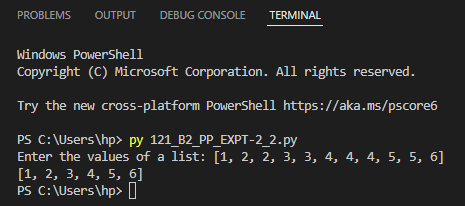 PROBLEMS OUTPUT DEBUG CONSOLE TERMINAL
Windows PowerShell
Copyright (C) Microsoft Corporation. All rights reserved.
Try the new cross-platform PowerShell https://aka.ms/pscore6
PS C:\Users\hp> py 121_B2_PP_EXPT-2_2.py
Enter the values of a list: [1, 2, 2, 3, 3, 4, 4, 4, 5, 5, 6]
[1, 2, 3, 4, 5, 6]
PS C:\Users\hp>